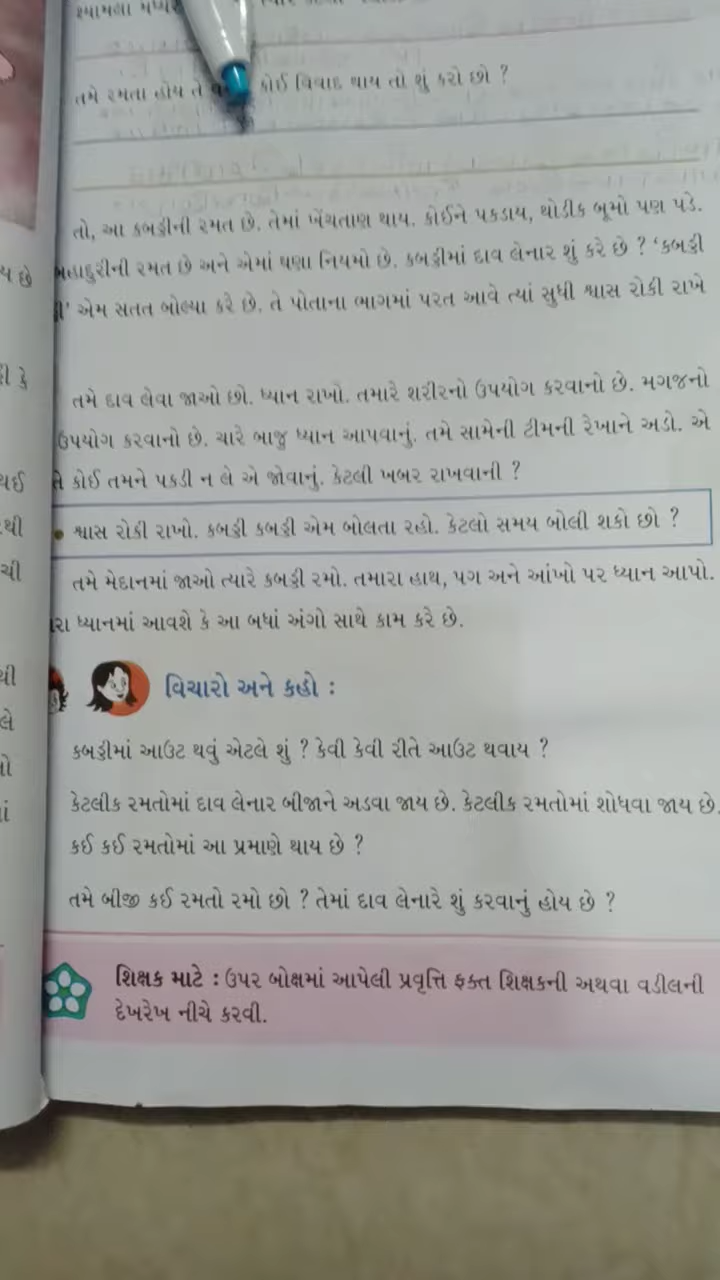 શ્યામલા
તમે રમતા હોય તે કોઈ વિવાદ થાય તો શું કરો છો ?
તો, આ કબડ્ડીની રમત છે. તેમાં ખેંચતાણ થાય. કોઈને પકડાય, થોડીક બૂમો પણ પડે.
ય છે
બહાદુરીની રમત છે અને એમાં ઘણા નિયમો છે. કબડ્ડીમાં દાવ લેનાર શું કરે છે ? ‘કબડ્ડી
એમ સતત બોલ્યા કરે છે. તે પોતાના ભાગમાં પરત આવે ત્યાં સુધી શ્વાસ રોકી રાખે
તમે દાવ લેવા જાઓ છો. ધ્યાન રાખો. તમારે શરીરનો ઉપયોગ કરવાનો છે. મગજનો
ઉપયોગ કરવાનો છે. ચારે બાજુ ધ્યાન આપવાનું. તમે સામેની ટીમની રેખાને અડો. એ
કોઈ તમને પકડી ન લે એ જોવાનું. કેટલી ખબર રાખવાની ?
• શ્વાસ રોકી રાખો. કબડ્ડી કબડ્ડી એમ બોલતા રહો. કેટલો સમય બોલી શકો છો ?
તમે મેદાનમાં જાઓ ત્યારે કબડ્ડી રમો. તમારા હાથ, પગ અને આંખો પર ધ્યાન આપો.
રા ધ્યાનમાં આવશે કે આ બધાં અંગો સાથે કામ કરે છે.
વિચારો અને કહો :
કબડ્ડીમાં આઉટ થવું એટલે શું ? કેવી કેવી રીતે આઉટ થવાય ?
કેટલીક રમતોમાં દાવ લેનાર બીજાને અડવા જાય છે. કેટલીક રમતોમાં શોધવા જાય છે.
કઈ કઈ રમતોમાં આ પ્રમાણે થાય છે ?
તમે બીજી કઈ રમતો રમો છો ? તેમાં દાવ લેનારે શું કરવાનું હોય છે ?
શિક્ષક માટે : ઉપર બોક્ષમાં આપેલી પ્રવૃત્તિ ફક્ત શિક્ષકની અથવા વડીલની
દેખરેખ નીચે કરવી.